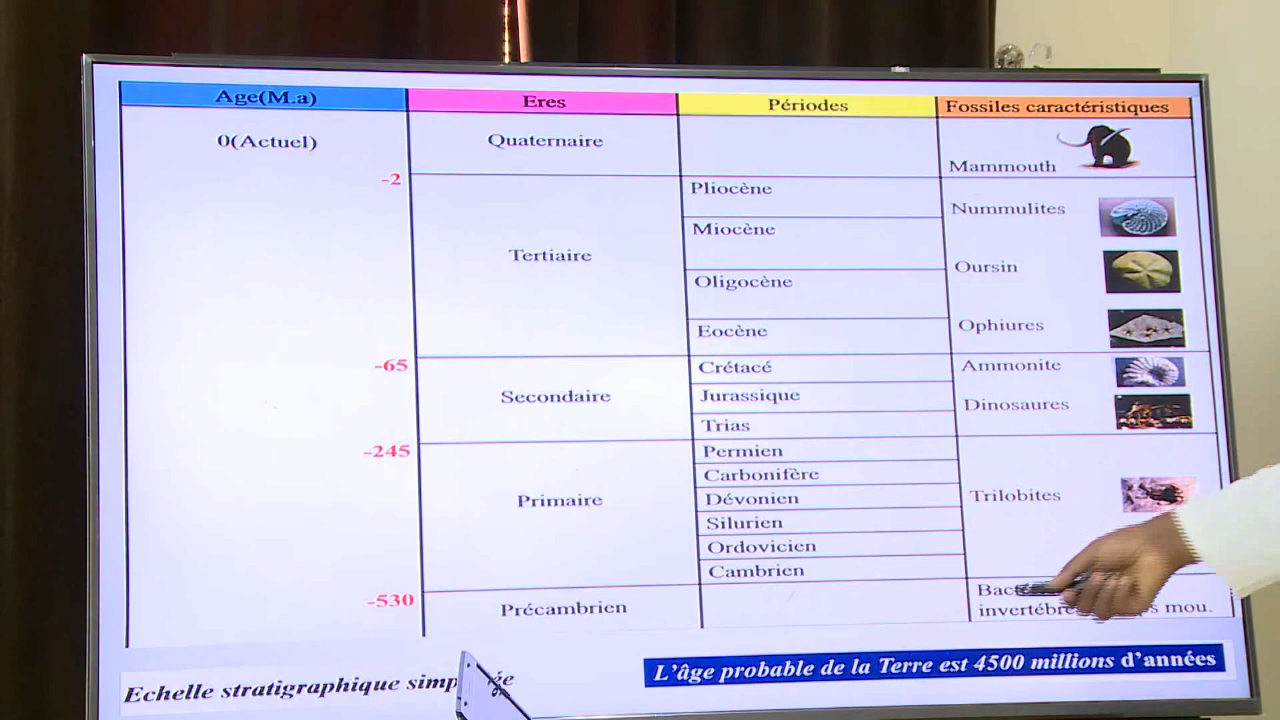 Age(M.a) Eres Périodes Fossiles caractéristiques
0(Actuel) Quaternaire Mammouth
-2
Pliocène Nummulites
Miocène
Tertiaire Oursin
Oligocène
Eocène Ophiures
-65
Crétacé Ammonite
Secondaire Jurassique Dinosaures
Trias
-245
Permien
Carbonifère
Primaire Dévonien Trilobites
Silurien
Ordovicien
Cambrien
-530
Précambrien
mou.
L'âge probable de la Terre est 4500 millions d'années
Echelle stratigraphique